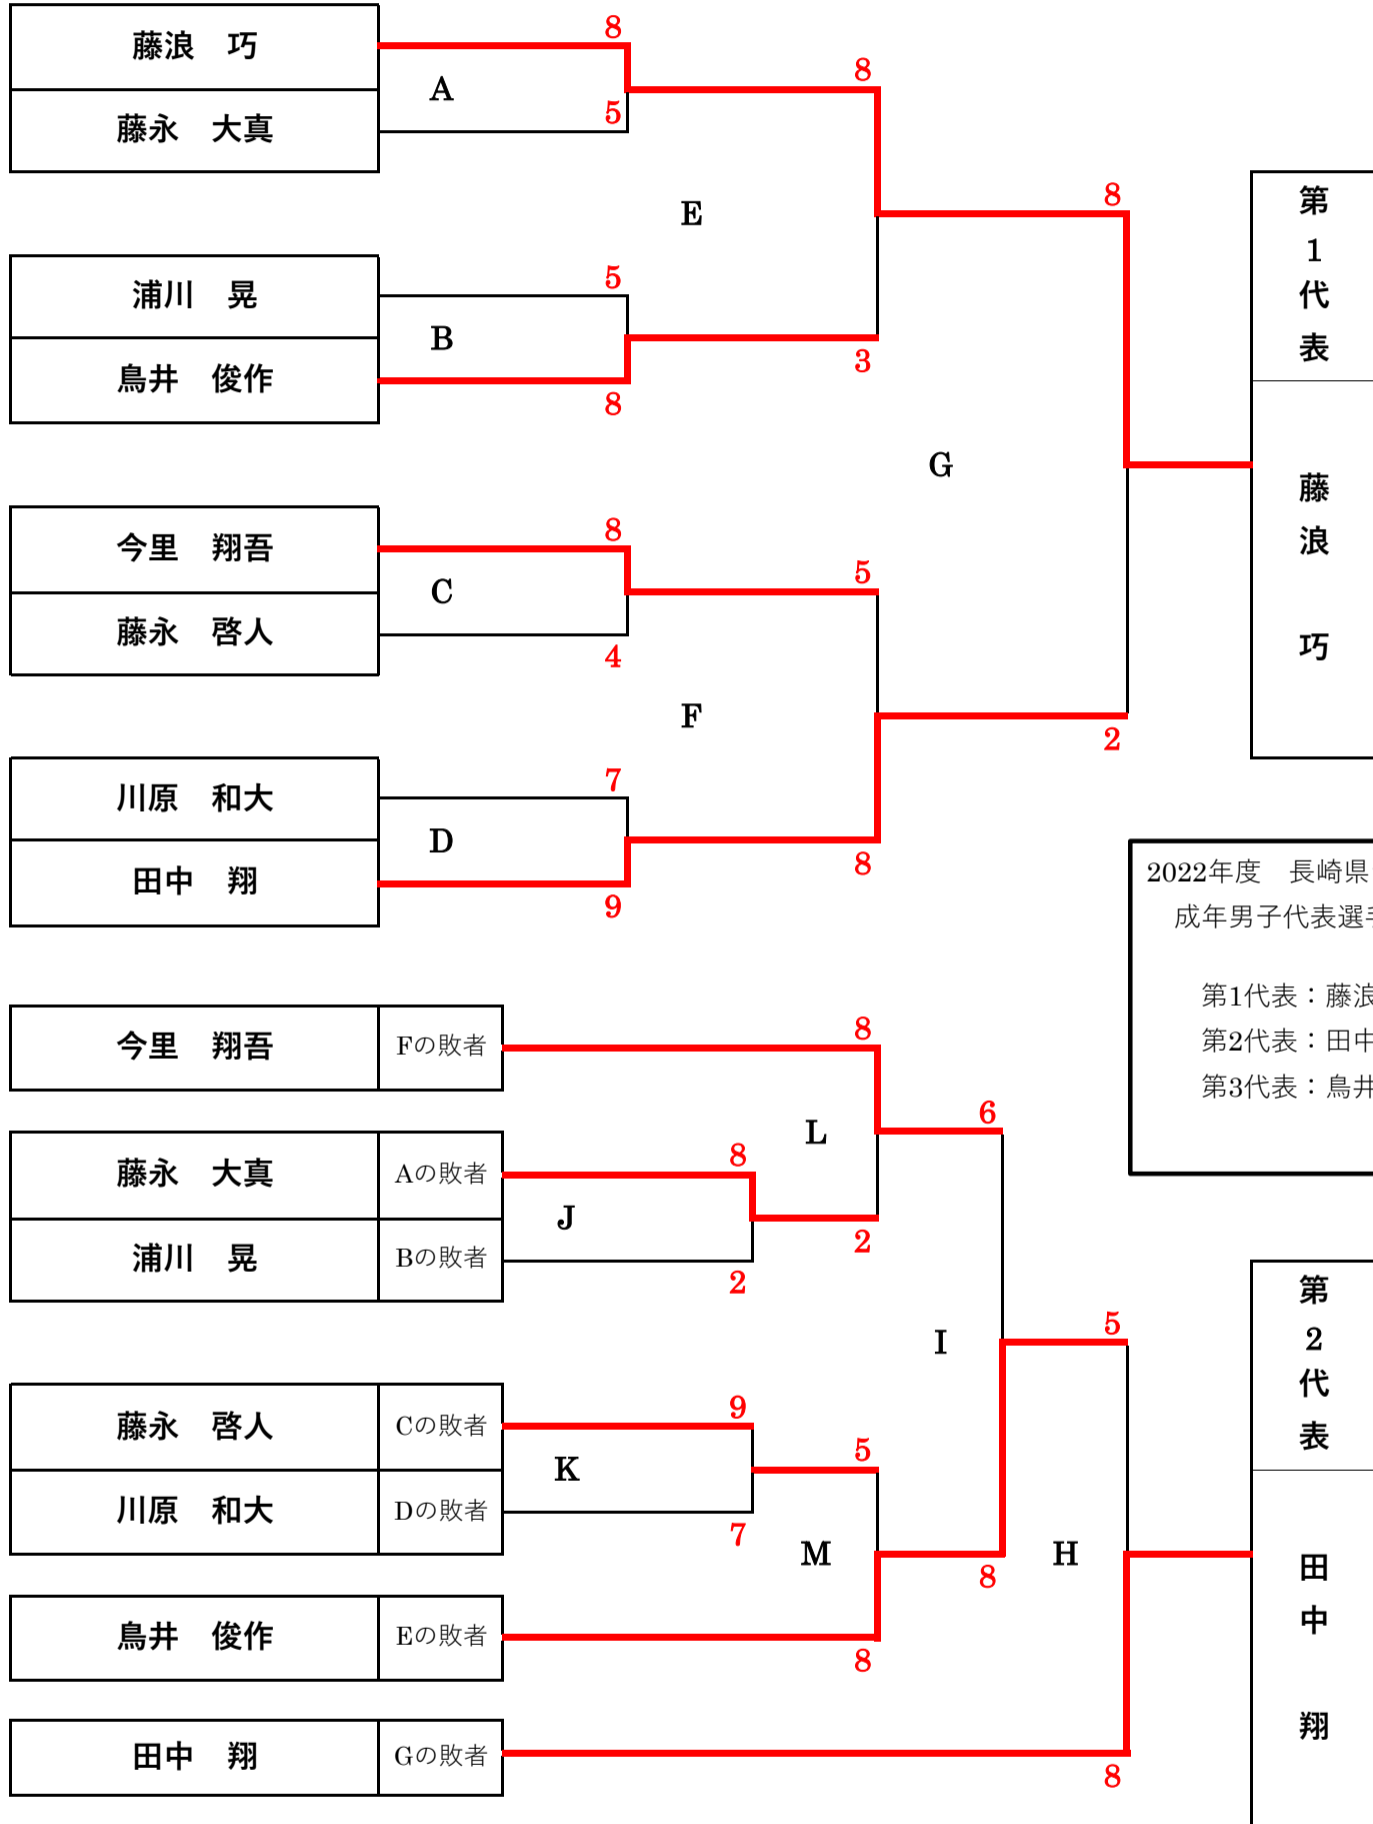 藤浪　巧
8
A
藤永　大真
5
8
E
浦川　晃
5
B
鳥井　俊作
8
3
8
第1代表
藤浪　巧
G
今里　翔吾
8
C
藤永　啓人
4
5
F
川原　和大
7
D
田中　翔
9
8
2
2022年度　長崎県
成年男子代表選手
第1代表：藤浪
第2代表：田中
第3代表：鳥井
今里　翔吾
Fの敗者
8
L
6
藤永　大真
Aの敗者
8
J
浦川　晃
Bの敗者
2
2
I
5
藤永　啓人
Cの敗者
9
K
川原　和大
Dの敗者
7
5
M
8
H
鳥井　俊作
Eの敗者
8
田中　翔
Gの敗者
8
第2代表
田中　翔